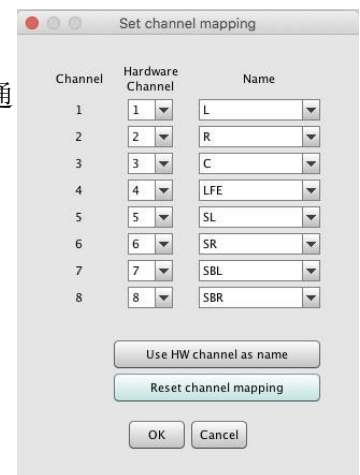 Set channel mapping
通
Channel Hardware Channel Name
1 1 L
2 2 R
3 3 C
4 4 LFE
5 5 SL
6 6 SR
7 7 SBL
8 8 SBR
Use HW channel as name
Reset channel mapping
OK Cancel